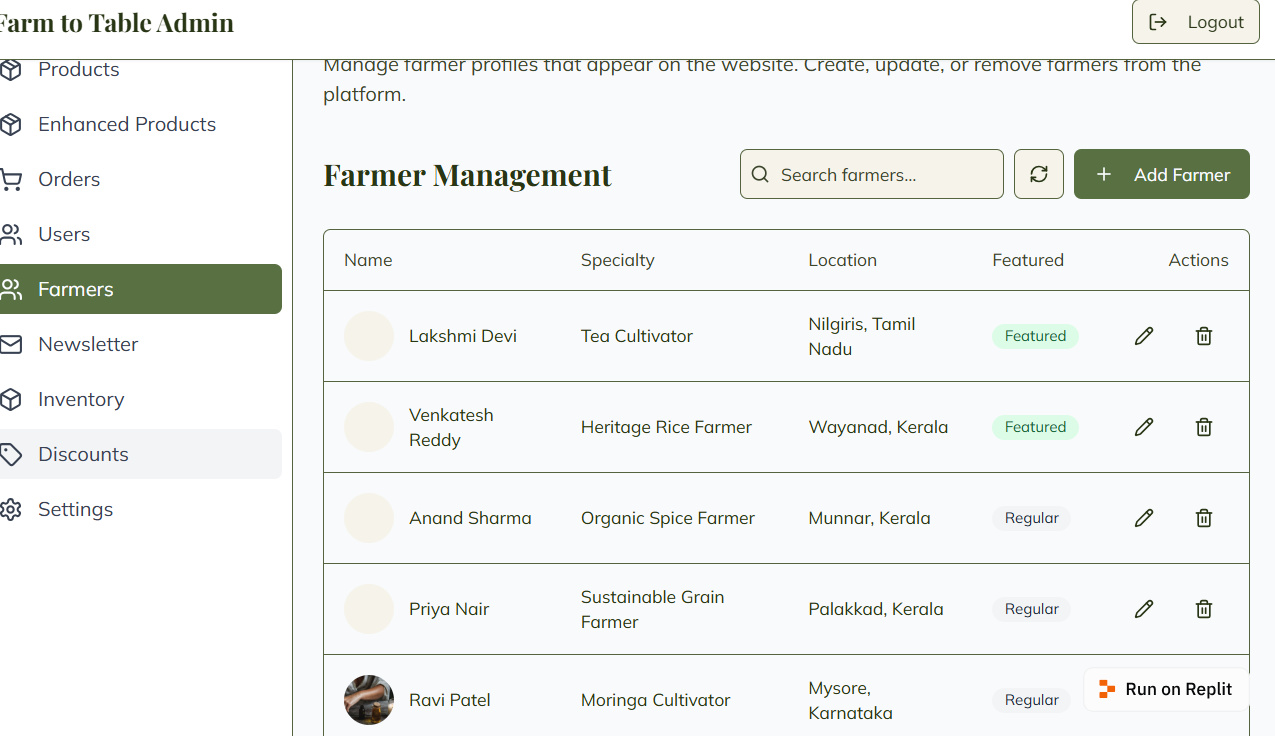 Farm to Table Admin
Logout
Products
Enhanced Products
Orders
Users
Farmers
Newsletter
Inventory
Discounts
Settings
Manage farmer profiles that appear on the website. Create, update, or remove farmers from the
platform.
Farmer Management
Search farmers...
Add Farmer
Name Specialty Location Featured Actions
Lakshmi Devi
Tea Cultivator
Nilgiris, Tamil
Nadu
Featured
Venkatesh
Reddy
Heritage Rice Farmer
Wayanad, Kerala
Featured
Anand Sharma
Organic Spice Farmer
Munnar, Kerala
Regular
Priya Nair
Sustainable Grain
Farmer
Palakkad, Kerala
Regular
Ravi Patel
Moringa Cultivator
Mysore,
Karnataka
Regular
Run on Replit